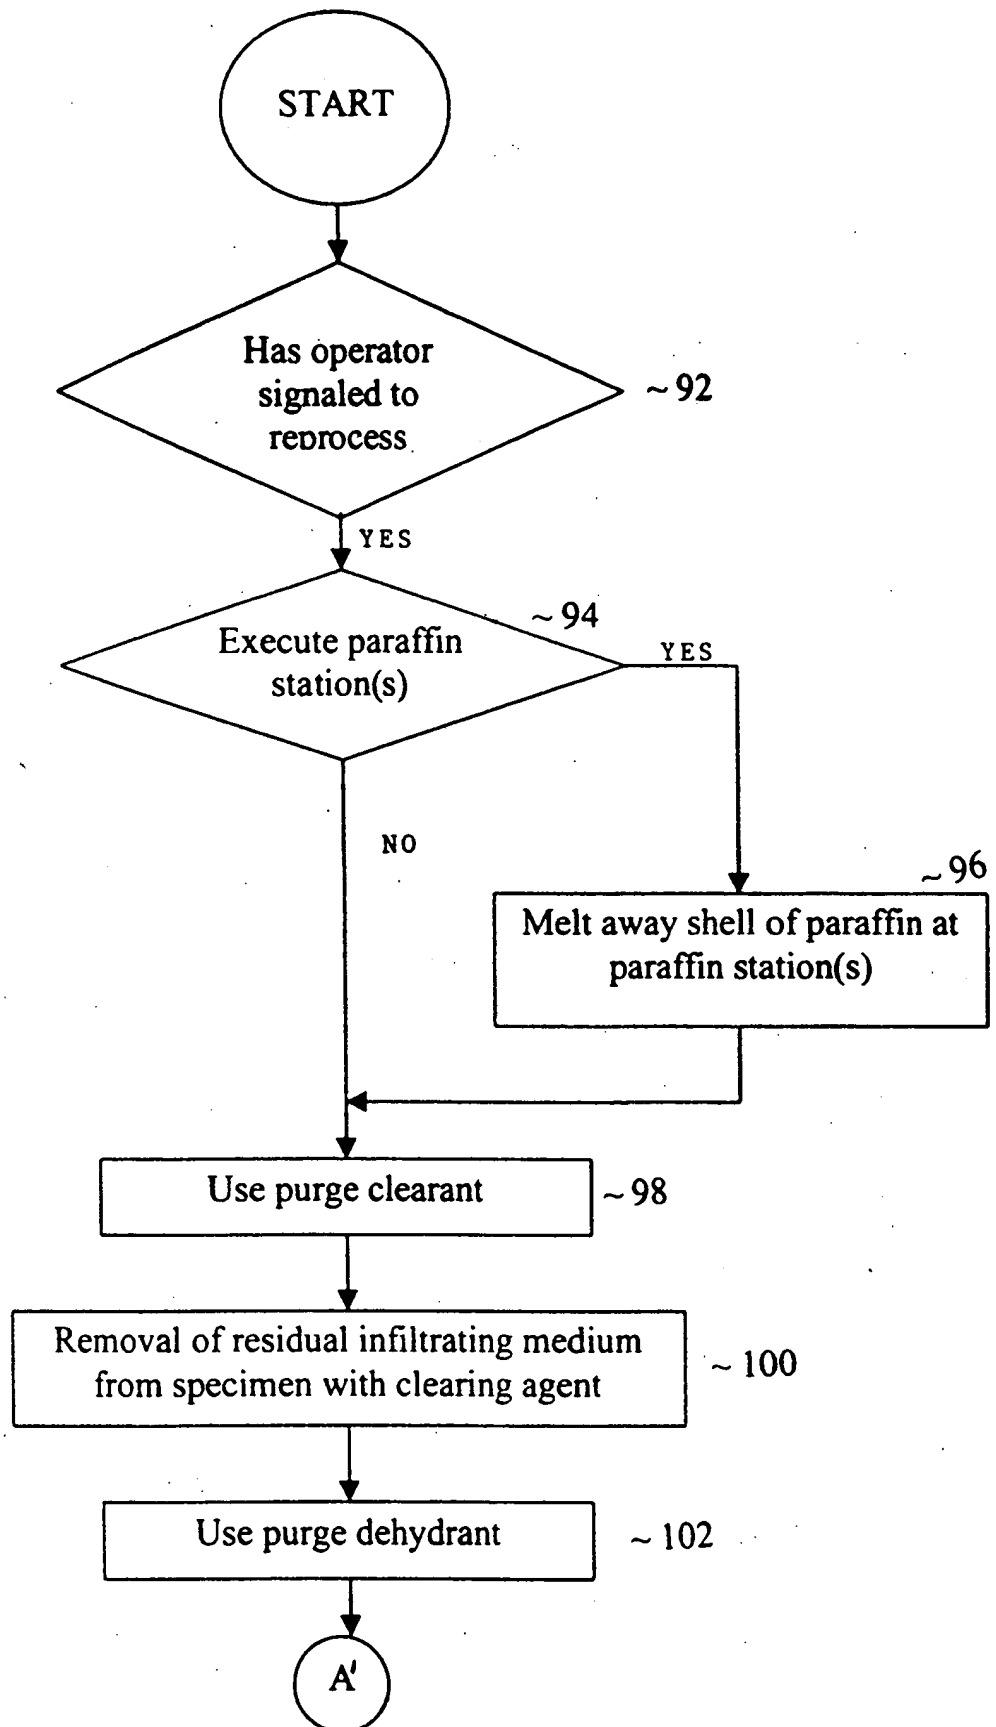 START
Has operator
signaled to
reprocess
~92
YES
~94
Execute paraffin
station(s)
YES
NO
~96
Melt away shell of paraffin at
paraffin station(s)
Use purge clearant
~98
Removal of residual infiltrating medium
from specimen with clearing agent
~100
Use purge dehydrant
~102
A'